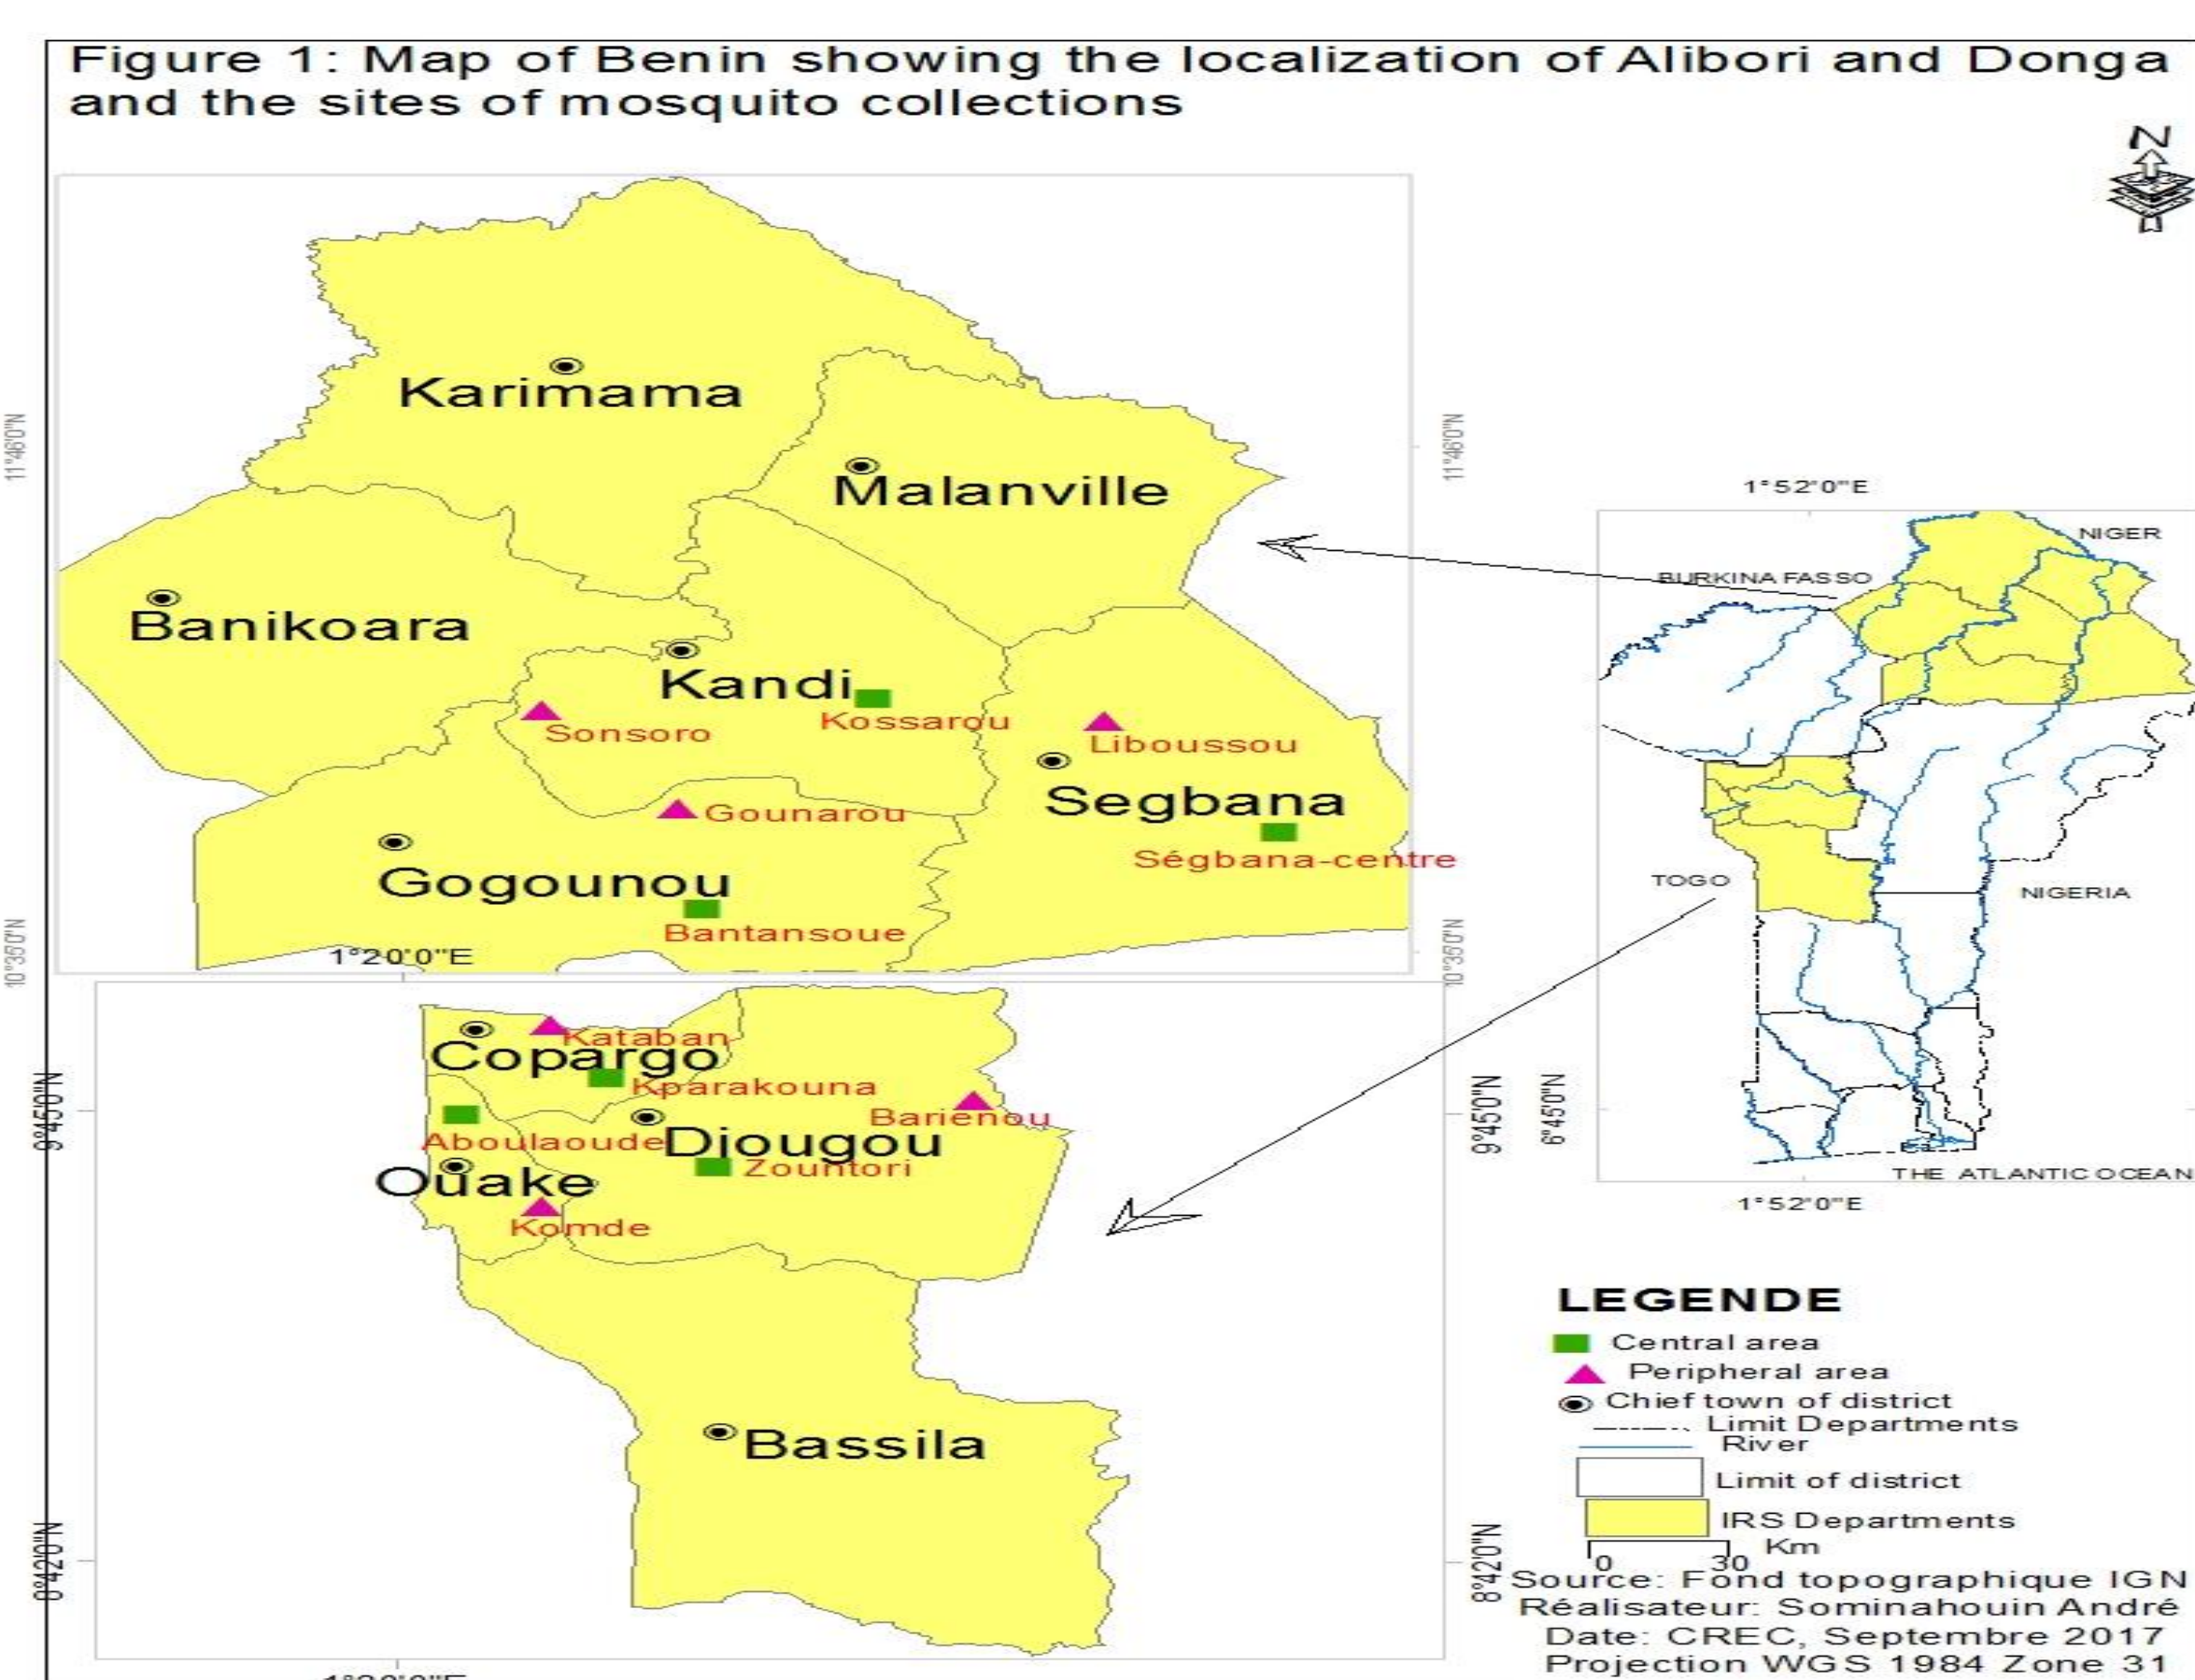 Figure 1: Map of Benin showing the localization of Alibori and Donga
and the sites of mosquito collections
N
Karimama
11°46'0"N
11°46'0"N
Malanville
1°52'0"E
NIGER
BURKINA FASSO
Banikoara
Kandi
Kossarou
Sonsoro
Liboussou
Segbana
Gounarou
Ségbana-centre
Gogounou
Bantansoue
TOGO
NIGERIA
1°20'0"E
10°35'0"N
10°35'0"N
Kataban
Copargo
Kparakouna
Barienou
9°45'0"N
9°45'0"N
6°45'0"N
Aboulaoude
Djougou
Zountori
Ouake
Komde
THE ATLANTIC OCEAN
1°52'0"E
Bassila
8°42'0"N
8°42'0"N
LEGENDE
Central area
Peripheral area
Chief town of district
Limit Departments
River
Limit of district
IRS Departments
Km
0 30
Source: Fond topographique IGN
Réalisateur: Sominahouin André
Date: CREC, Septembre 2017
Projection WGS 1984 Zone 31